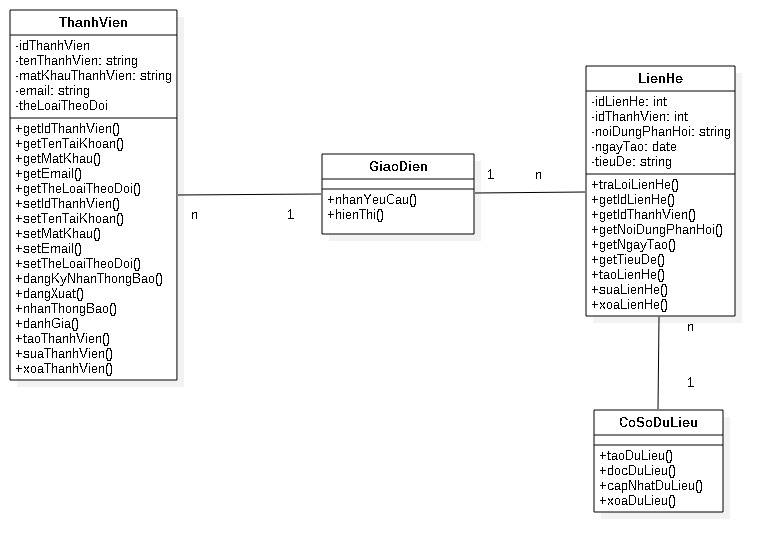 ThanhVien
-idThanhVien
-tenThanhVien: string
-matKhauThanhVien: string
-email: string
-theLoaiTheoDoi
+getIdThanhVien()
+getTenTaiKhoan()
+getMatKhau()
+getEmail()
+getTheLoaiTheoDoi()
+setIdThanhVien()
+setTenTaiKhoan()
+setMatKhau()
+setEmail()
+setTheLoaiTheoDoi()
+dangKyNhanThongBao()
+dangXuat()
+nhanThongBao()
+danhGia()
+taoThanhVien()
+suaThanhVien()
+xoaThanhVien()
n
1
GiaoDien
+nhanYeuCau()
+hienThi()
1
n
LienHe
-idLienHe: int
-idThanhVien: int
-noiDungPhanHoi: string
-ngayTao: date
-tieuDe: string
+traLoiLienHe()
+getIdLienHe()
+getIdThanhVien()
+getNoiDungPhanHoi()
+getNgayTao()
+getTieuDe()
+taoLienHe()
+suaLienHe()
+xoaLienHe()
n
1
CoSoDuLieu
+taoDuLieu()
+docDuLieu()
+capNhatDuLieu()
+xoaDuLieu()